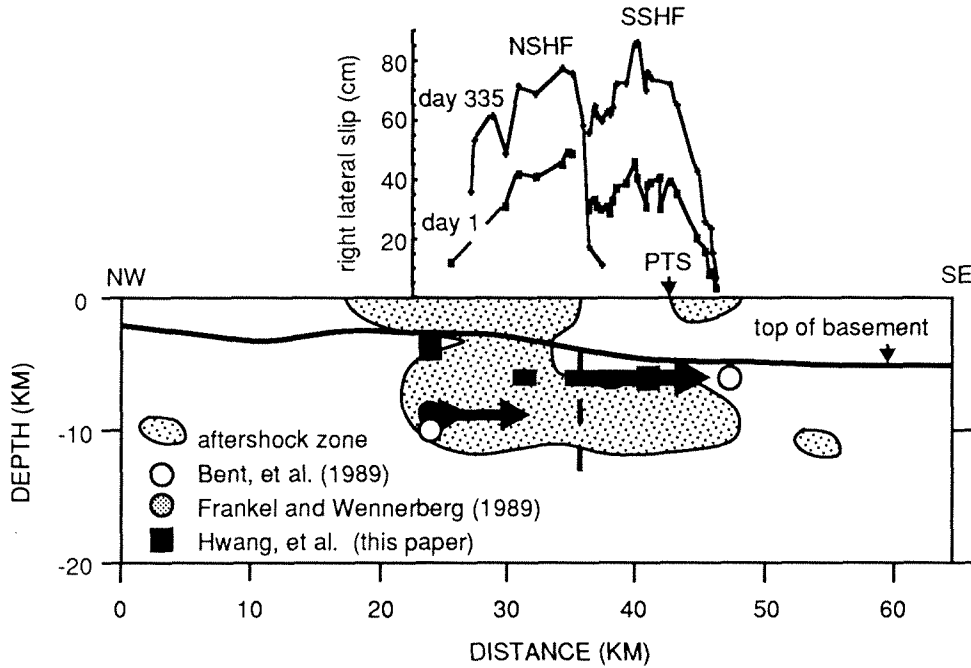 SSHF
NSHF
80
60
40
20
right lateral slip (cm)
day 335
day 1
PTS
NW
SE
0
-10
-20
DEPTH (KM)
top of basement
aftershock zone
Bent, et al. (1989)
Frankel and Wennerberg (1989)
Hwang, et al. (this paper)
0
10
20
30
40
50
60
DISTANCE (KM)